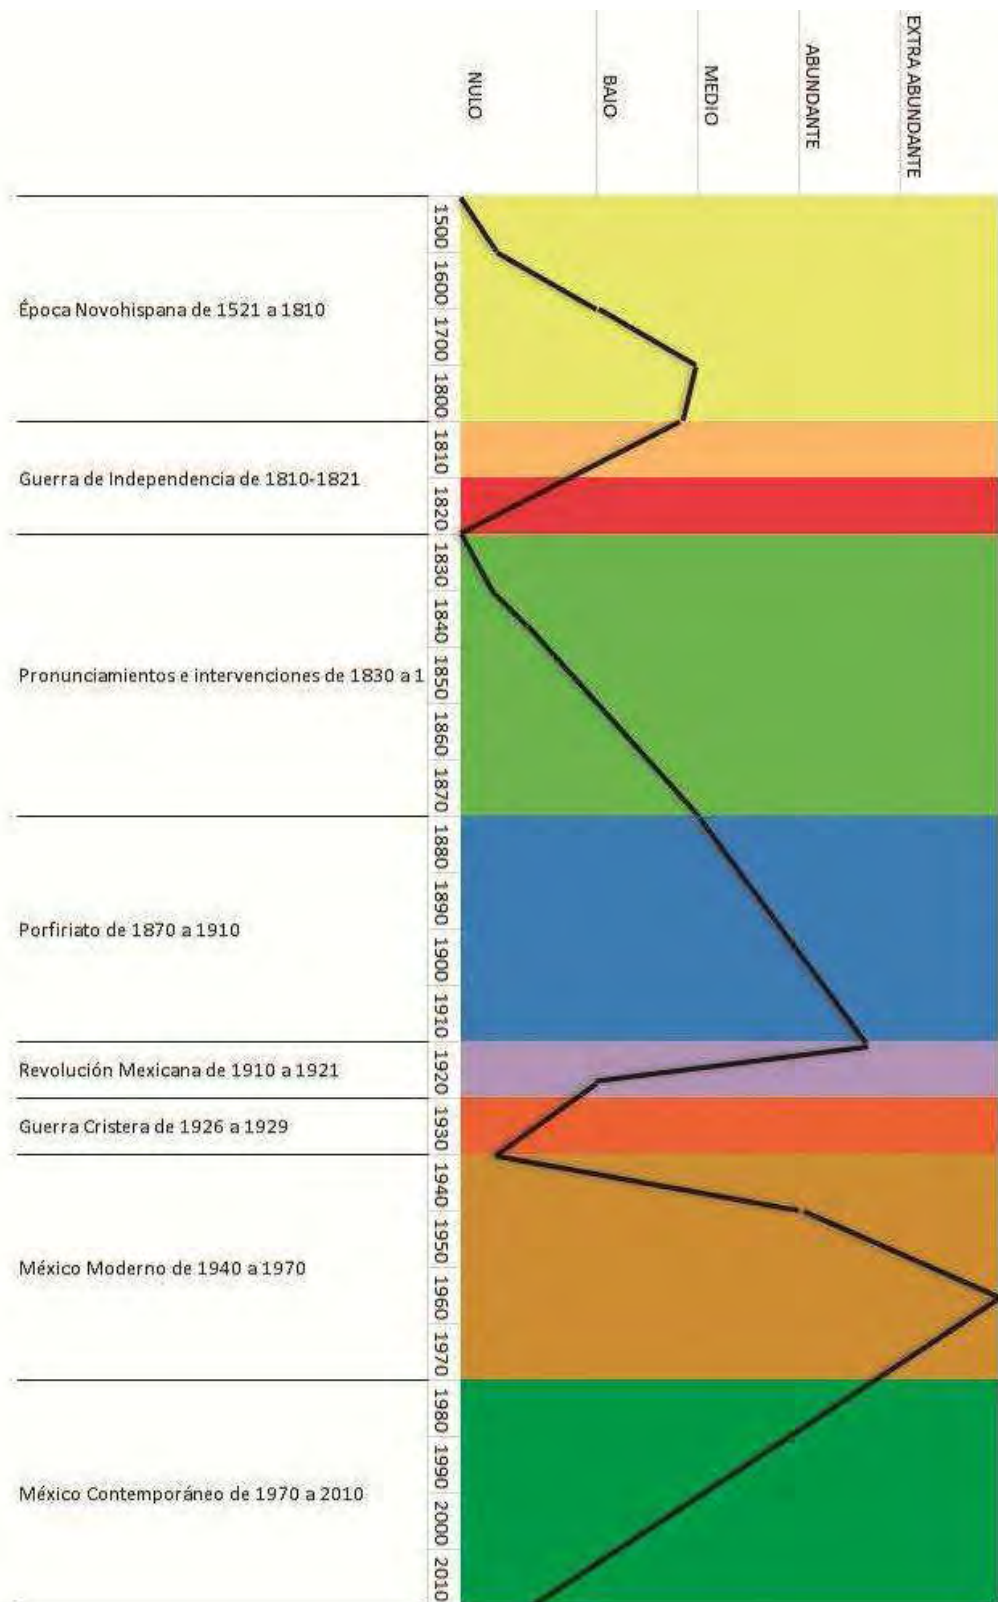 NULO
BAJO
MEDIO
ABUNDANTE
EXTRA ABUNDANTE
Época Novohispana de 1521 a 1810
1500
1600
1700
1800
Guerra de Independencia de 1810-1821
1810
1820
Pronunciamientos e intervenciones de 1830 a 1
1830
1840
1850
1860
1870
Porfiriato de 1870 a 1910
1880
1890
1900
1910
Revolución Mexicana de 1910 a 1921
1920
Guerra Cristera de 1926 a 1929
1930
México Moderno de 1940 a 1970
1940
1950
1960
1970
México Contemporáneo de 1970 a 2010
1980
1990
2000
2010